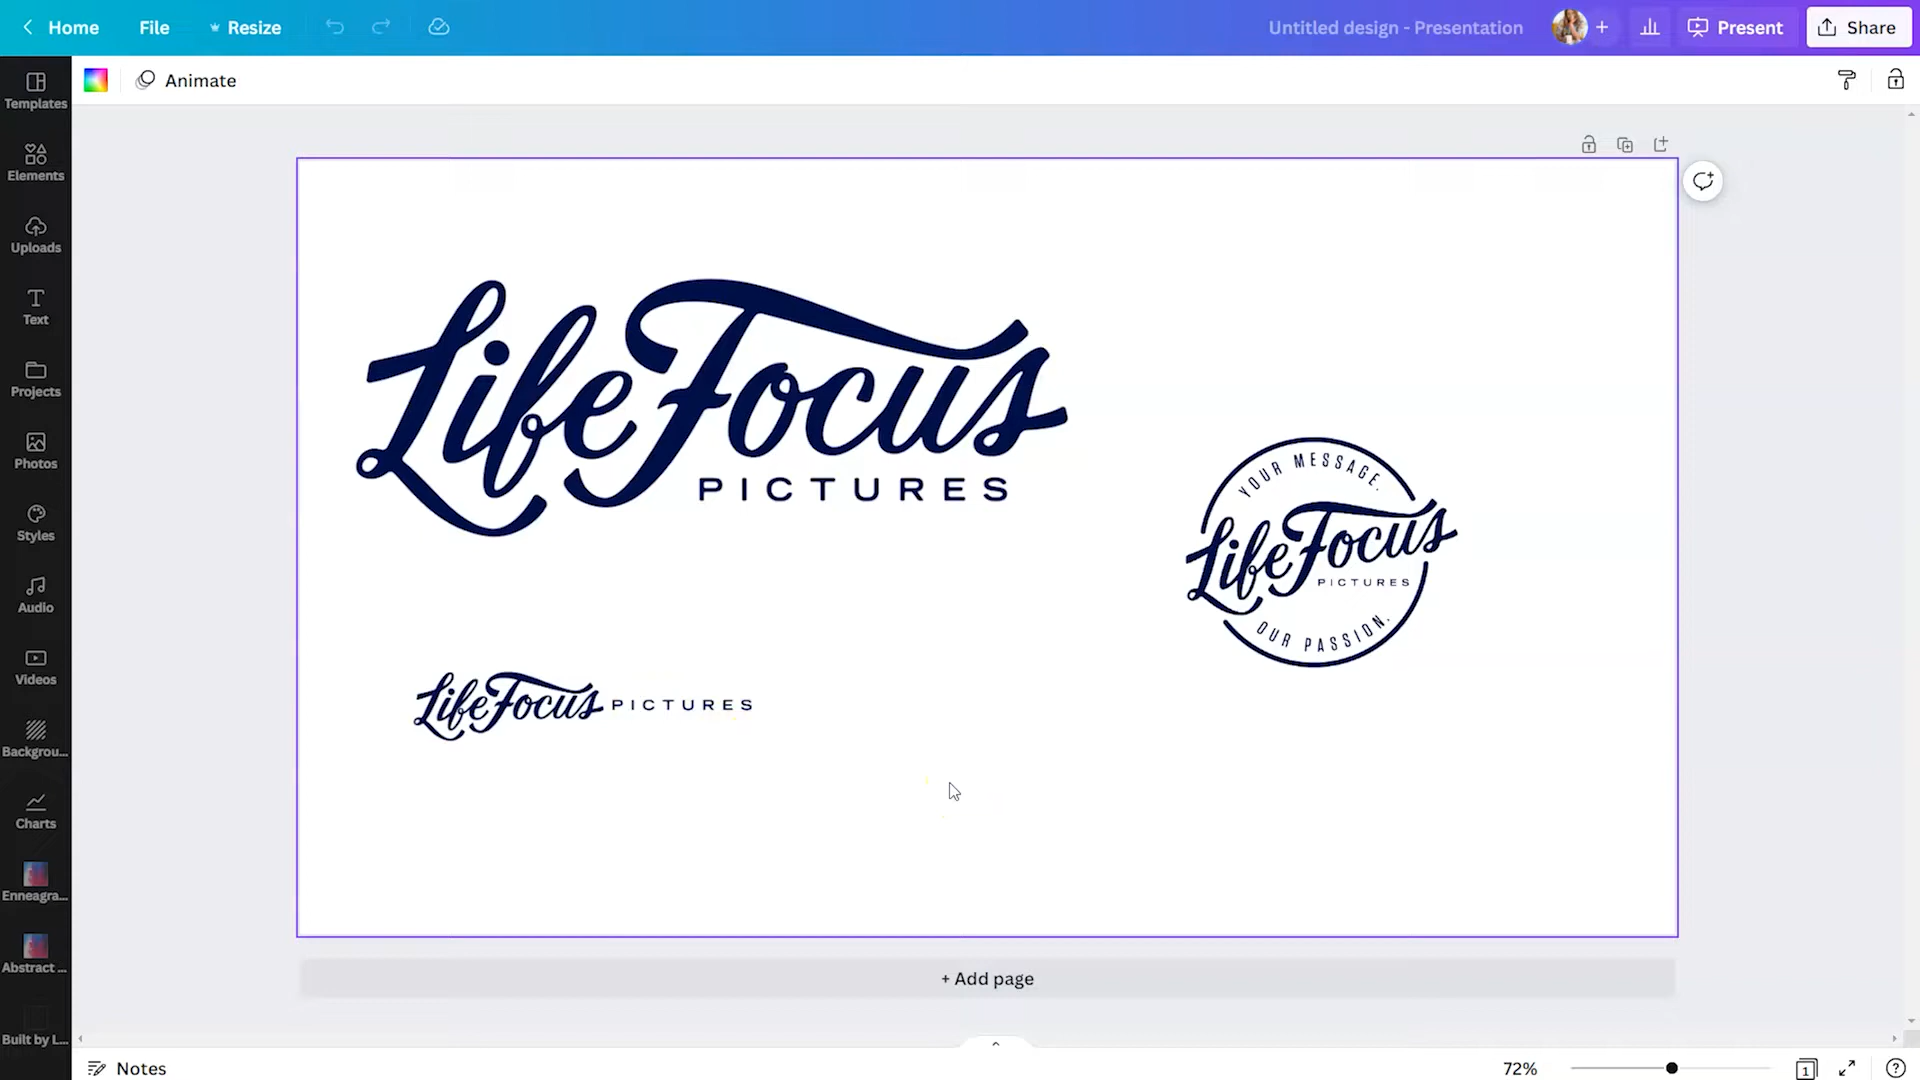 Home File Resize Untitled design - Presentation + Present Share
Animate
Templates
Elements
Uploads
Text
Projects
Photos
Styles
Audio
Videos
Backgrou...
Charts
Enneagra...
Abstract ...
Built by L...
LifeFocus
PICTURES
YOUR MESSAGE.
LifeFocus
PICTURES
OUR PASSION.
LifeFocus PICTURES
+ Add page
Notes 72% 1 ?